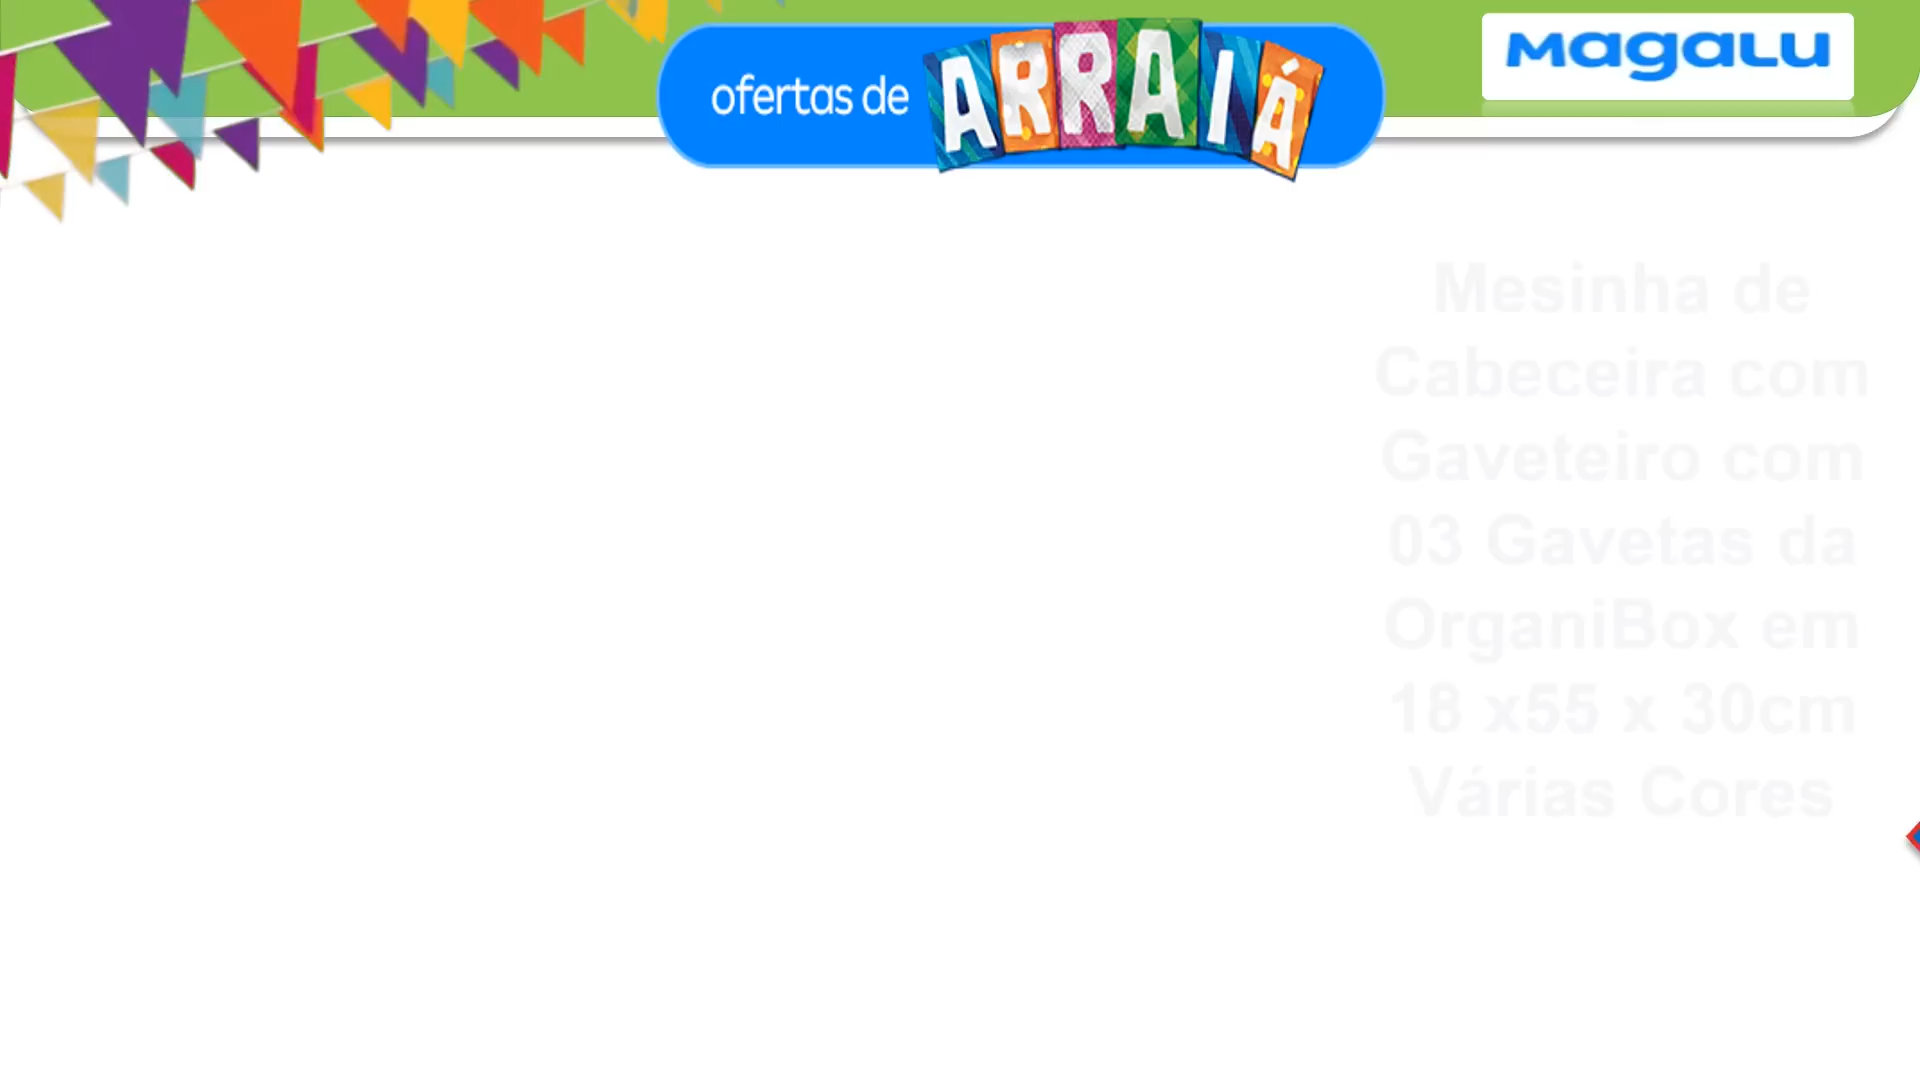 ofertas de ARRAIÁ
MagaLu
Mesinha de
Cabeceira com
Gaveteiro com
03 Gavetas da
OrganiBox em
18 x55 x 30cm
Várias Cores